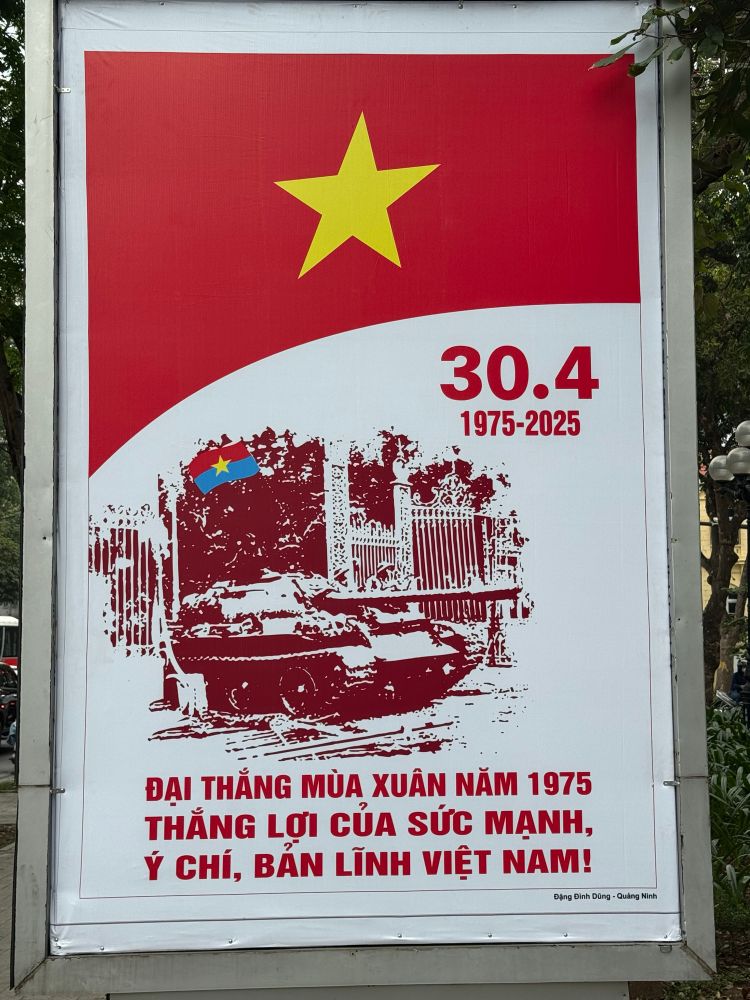 30.4
1975-2025
ĐẠI THẮNG MÙA XUÂN NĂM 1975
THẮNG LỢI CỦA SỨC MẠNH,
Ý CHÍ, BẢN LĨNH VIỆT NAM!
Đặng Đình Dũng - Quảng Ninh